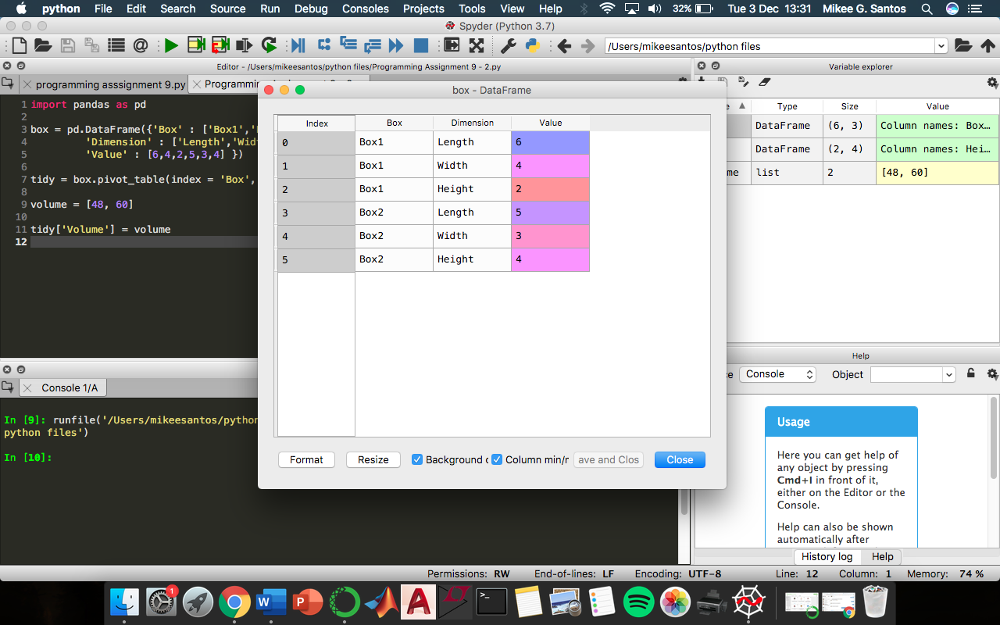 python File Edit Search Source Run Debug Consoles Projects Tools View Help 32% Tue 3 Dec 13:31 Mikee G. Santos
Spyder (Python 3.7)
/Users/mikeesantos/python files
Editor - /Users/mikeesantos/python files/Programming Assignment 9 - 2.py
programming asssignment 9.py
1 import pandas as pd
2
3 box = pd.DataFrame({'Box' : ['Box1',
4 'Dimension' : ['Length','Widt
5 'Value' : [6,4,2,5,3,4] })
6
7 tidy = box.pivot_table(index = 'Box',
8
9 volume = [48, 60]
10
11 tidy['Volume'] = volume
12
box - DataFrame
Index Box Dimension Value
0 Box1 Length 6
1 Box1 Width 4
2 Box1 Height 2
3 Box2 Length 5
4 Box2 Width 3
5 Box2 Height 4
Format Resize Background c Column min/r ave and Clos Close
Variable explorer
e Type Size Value
DataFrame (6, 3) Column names: Box…
DataFrame (2, 4) Column names: Hei…
me list 2 [48, 60]
Console 1/A
In [9]: runfile('/Users/mikeesantos/python
python files')
In [10]:
Help
ce Console Object
Usage
Here you can get help of
any object by pressing
Cmd+I in front of it,
either on the Editor or the
Console.
Help can also be shown
automatically after
History log Help
Permissions: RW End-of-lines: LF Encoding: UTF-8 Line: 12 Column: 1 Memory: 74 %
1
W P A >_